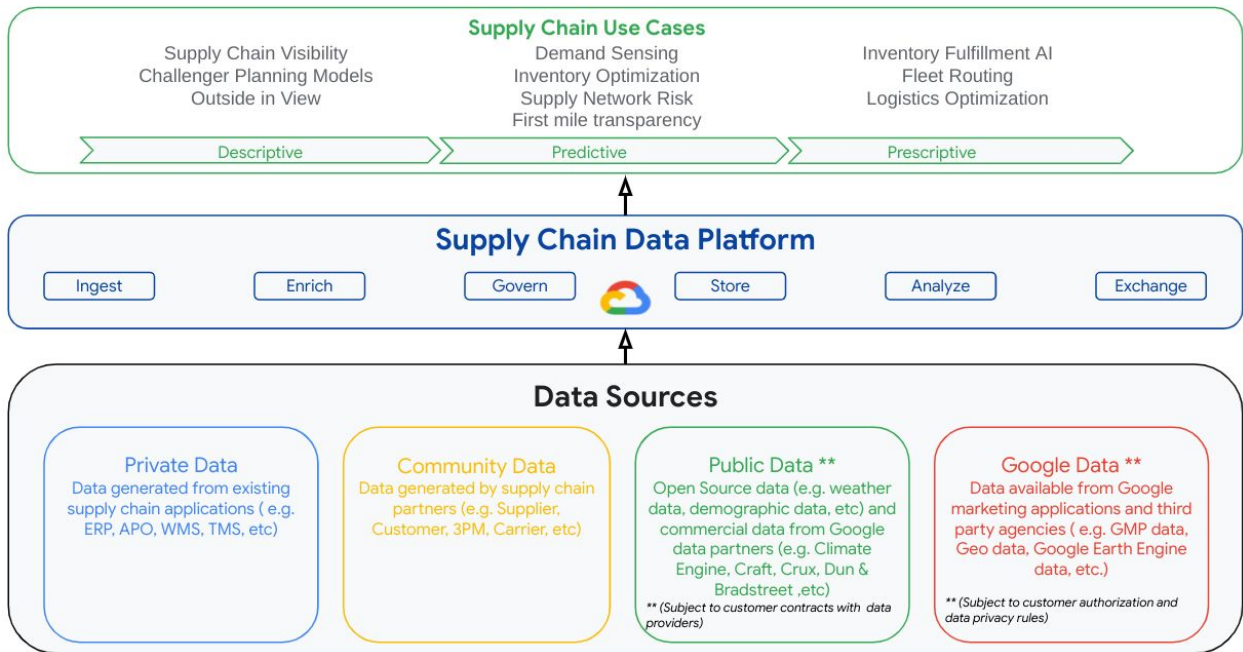 Supply Chain Use Cases
Supply Chain Visibility
Challenger Planning Models
Outside in View
Demand Sensing
Inventory Optimization
Supply Network Risk
First mile transparency
Inventory Fulfillment AI
Fleet Routing
Logistics Optimization
Descriptive
Predictive
Prescriptive
Supply Chain Data Platform
Ingest
Enrich
Govern
Store
Analyze
Exchange
Data Sources
Private Data
Data generated from existing
supply chain applications ( e.g.
ERP, APO, WMS, TMS, etc)
Community Data
Data generated by supply chain
partners (e.g. Supplier,
Customer, 3PM, Carrier, etc)
Public Data **
Open Source data (e.g. weather
data, demographic data, etc) and
commercial data from Google
data partners (e.g. Climate
Engine, Craft, Crux, Dun &
Bradstreet ,etc)
** (Subject to customer contracts with data
providers)
Google Data **
Data available from Google
marketing applications and third
party agencies ( e.g. GMP data,
Geo data, Google Earth Engine
data, etc.)
** (Subject to customer authorization and
data privacy rules)